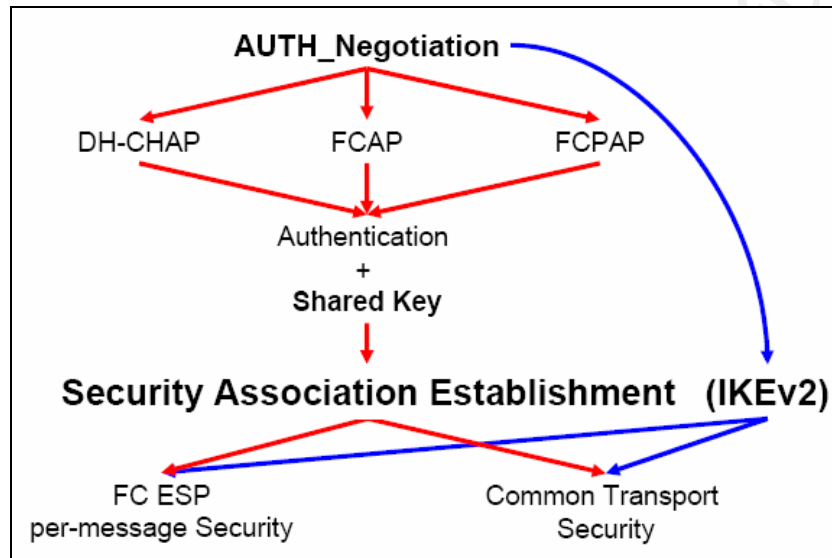 AUTH_Negotiation
DH-CHAP FCAP FCPAP
Authentication
+
Shared Key
Security Association Establishment (IKEv2)
FC ESP Common Transport
per-message Security Security